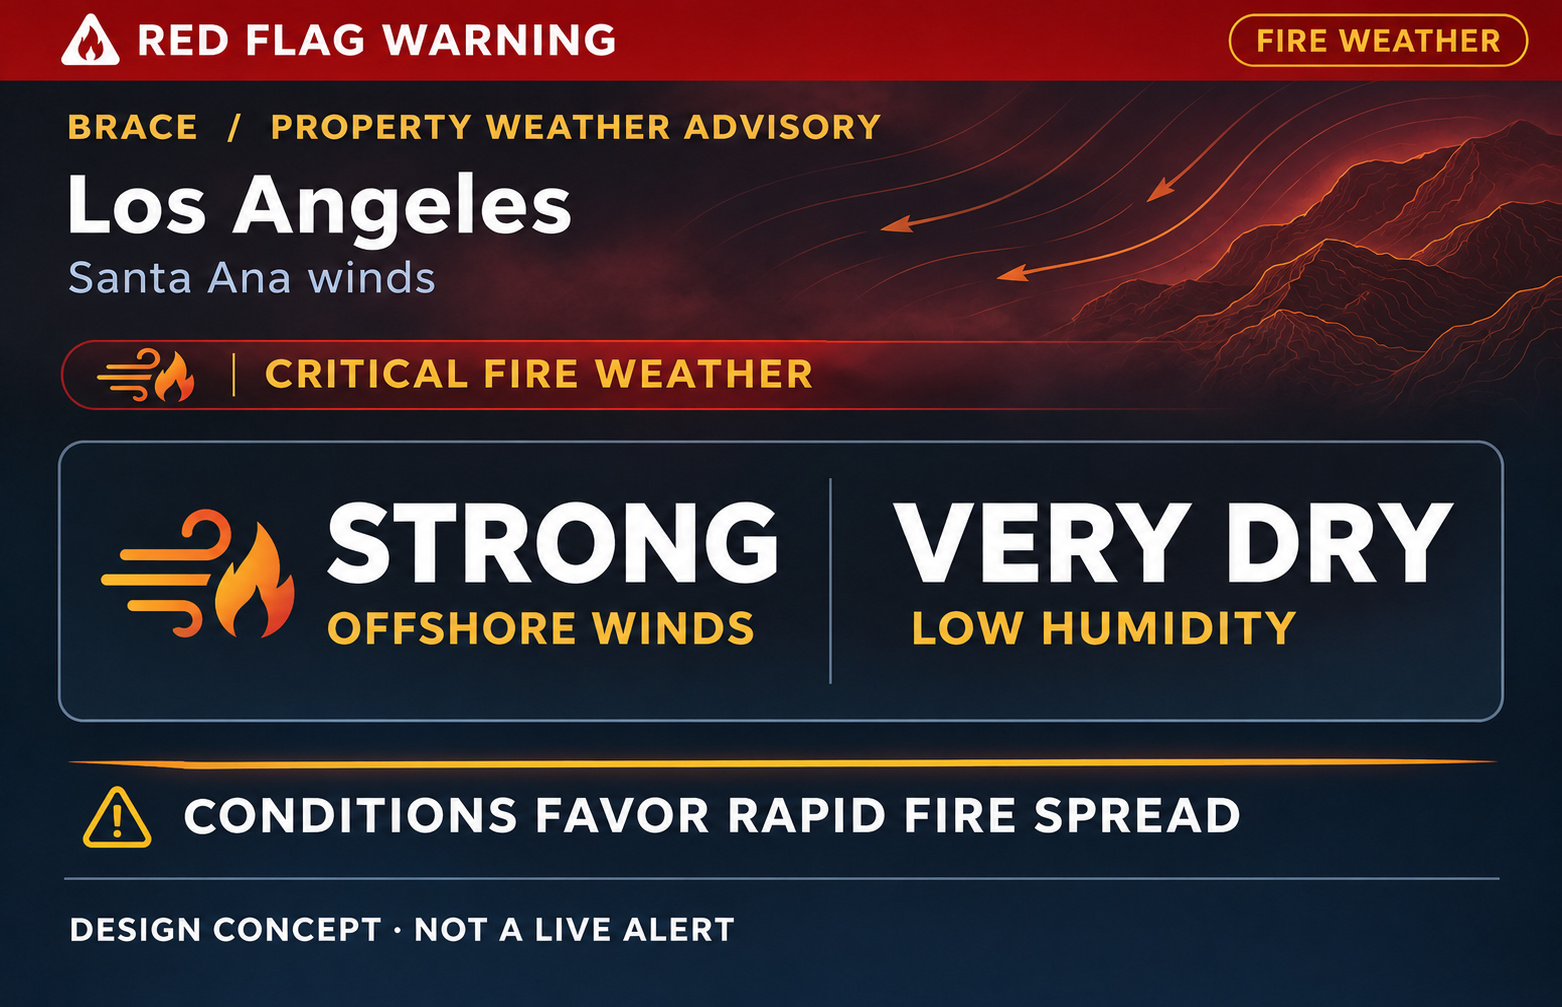 RED FLAG WARNING
FIRE WEATHER
BRACE / PROPERTY WEATHER ADVISORY
Los Angeles
Santa Ana winds
CRITICAL FIRE WEATHER
STRONG
OFFSHORE WINDS
VERY DRY
LOW HUMIDITY
CONDITIONS FAVOR RAPID FIRE SPREAD
DESIGN CONCEPT · NOT A LIVE ALERT